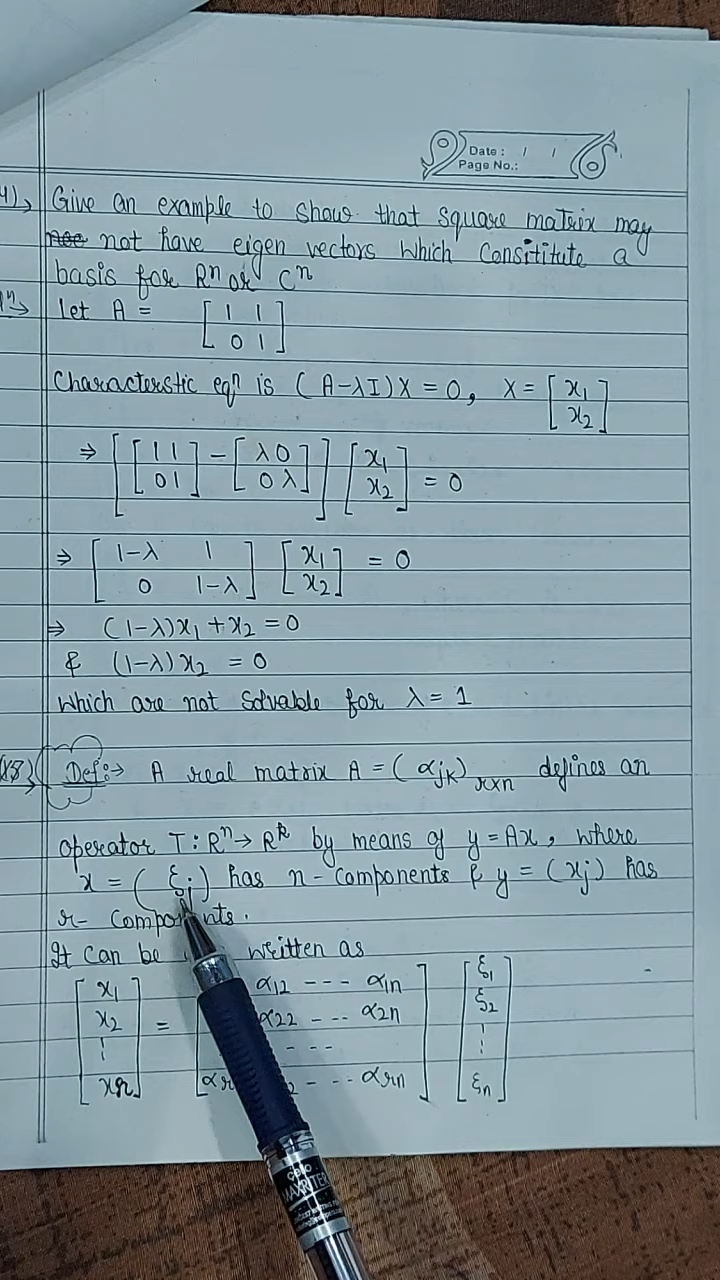 Date : / /
Page No.:
4) Give an example to show that square matrix may
not have eigen vectors which consititute a
basis for Rⁿ or Cⁿ
let A = [1 1; 0 1]
Characterstic eqn is (A-λI)X = 0, X = [x₁; x₂]
⇒ [[1 1; 0 1] - [λ 0; 0 λ]] [x₁; x₂] = 0
⇒ [1-λ 1; 0 1-λ] [x₁; x₂] = 0
⇒ (1-λ)x₁ + x₂ = 0
& (1-λ)x₂ = 0
Which are not Solvable for λ = 1
Def:→ A real matrix A = (αjk)r×n defines an
operator T : Rⁿ → Rᵏ by means of y = Ax, where
x = (ξj) has n-components & y = (xj) has
r- components.
It can be written as
[x₁; x₂; ⋮; xr] = [α₁₂ --- α₁n; α₂₂ --- α₂n; ---; αr --- αrn] [ξ₁; ξ₂; ⋮; ξn]
cello
MAXRITER